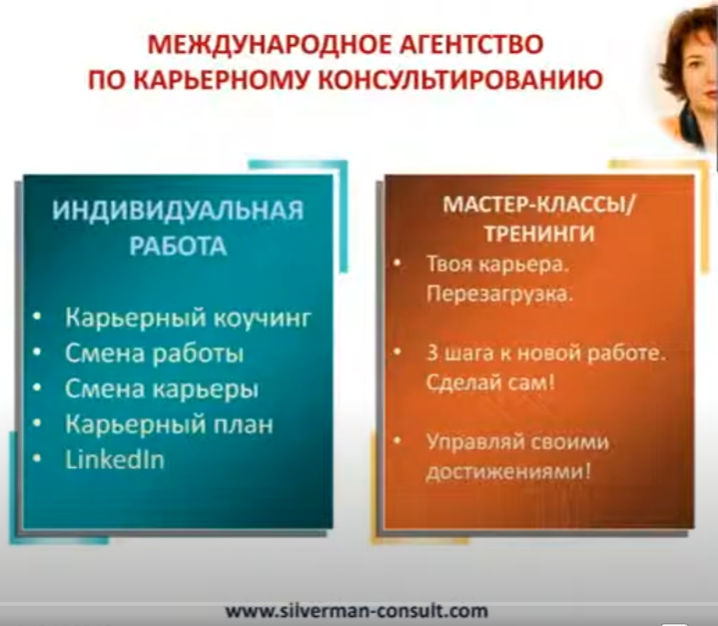 МЕЖДУНАРОДНОЕ АГЕНТСТВО
ПО КАРЬЕРНОМУ КОНСУЛЬТИРОВАНИЮ
ИНДИВИДУАЛЬНАЯ
РАБОТА
• Карьерный коучинг
• Смена работы
• Смена карьеры
• Карьерный план
• LinkedIn
МАСТЕР-КЛАССЫ/
ТРЕНИНГИ
• Твоя карьера.
Перезагрузка.
• 3 шага к новой работе.
Сделай сам!
• Управляй своими
достижениями!
www.silverman-consult.com